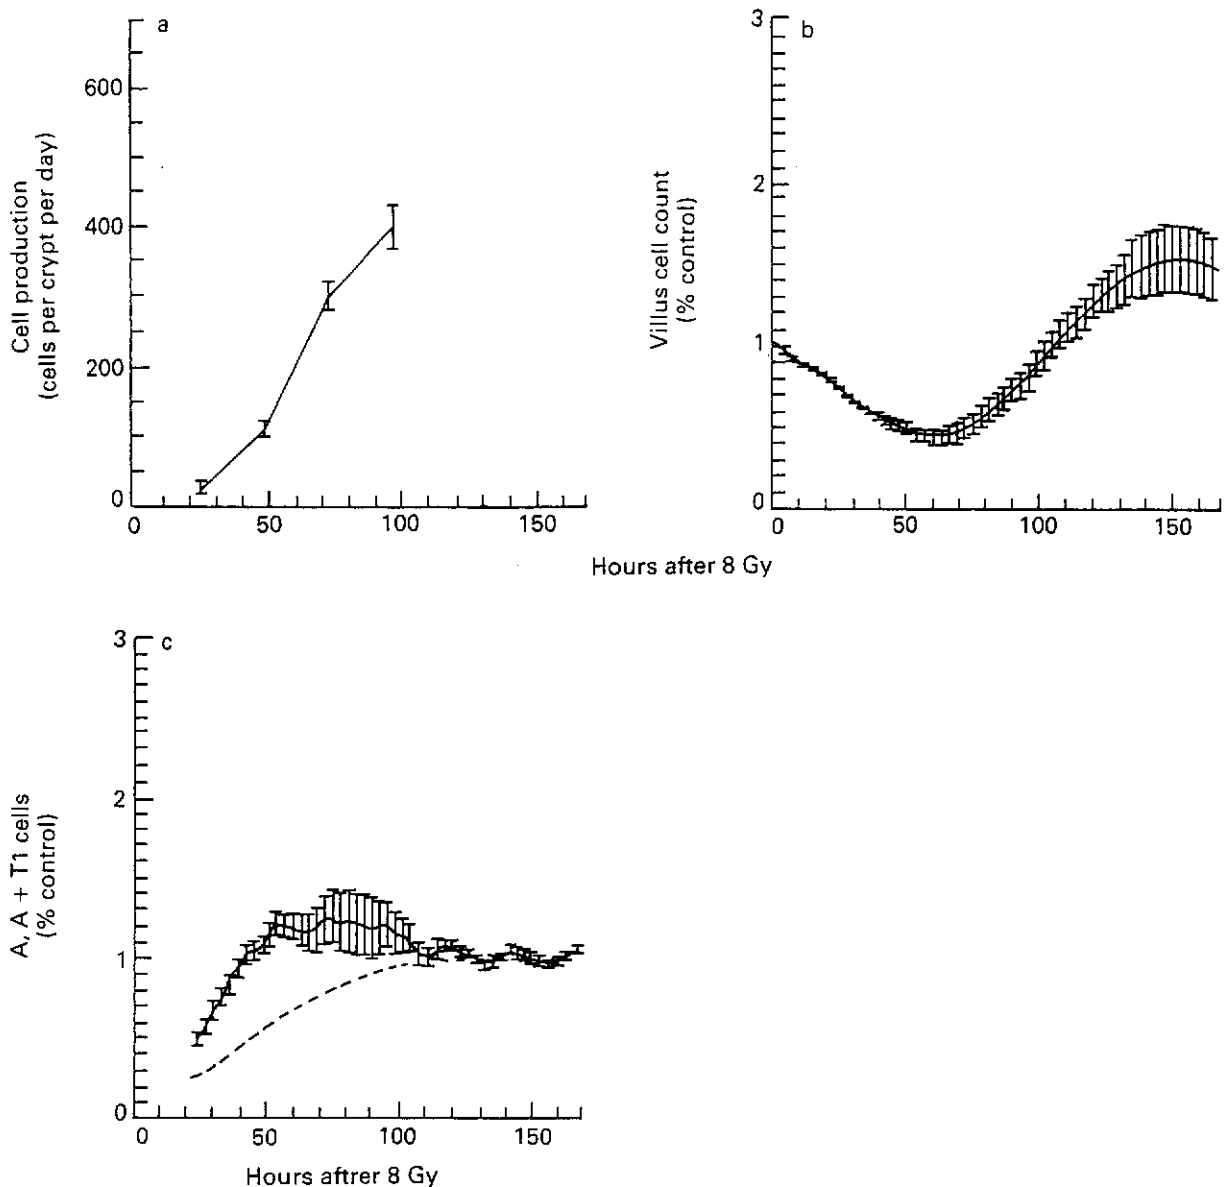 a
600
400
200
0
Cell production
(cells per crypt per day)
0 50 100 150
b
3
2
1
0
Villus cell count
(% control)
0 50 100 150
Hours after 8 Gy
c
3
2
1
0
A, A + T1 cells
(% control)
0 50 100 150
Hours aftrer 8 Gy